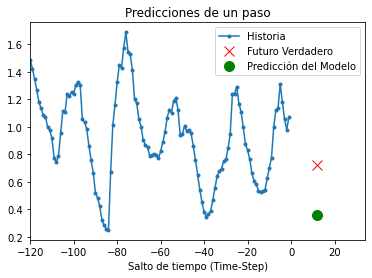 Predicciones de un paso
Historia
Futuro Verdadero
Predicción del Modelo
1.6
1.4
1.2
1.0
0.8
0.6
0.4
0.2
−120 −100 −80 −60 −40 −20 0 20
Salto de tiempo (Time-Step)